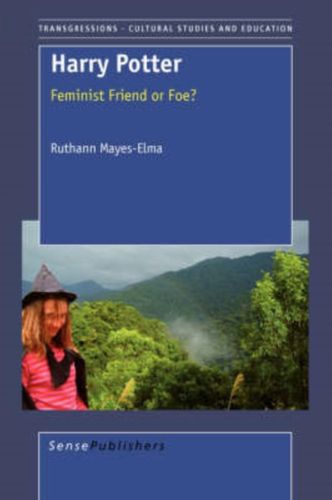 TRANSGRESSIONS - CULTURAL STUDIES AND EDUCATION
Harry Potter
Feminist Friend or Foe?
Ruthann Mayes-Elma
SensePublishers